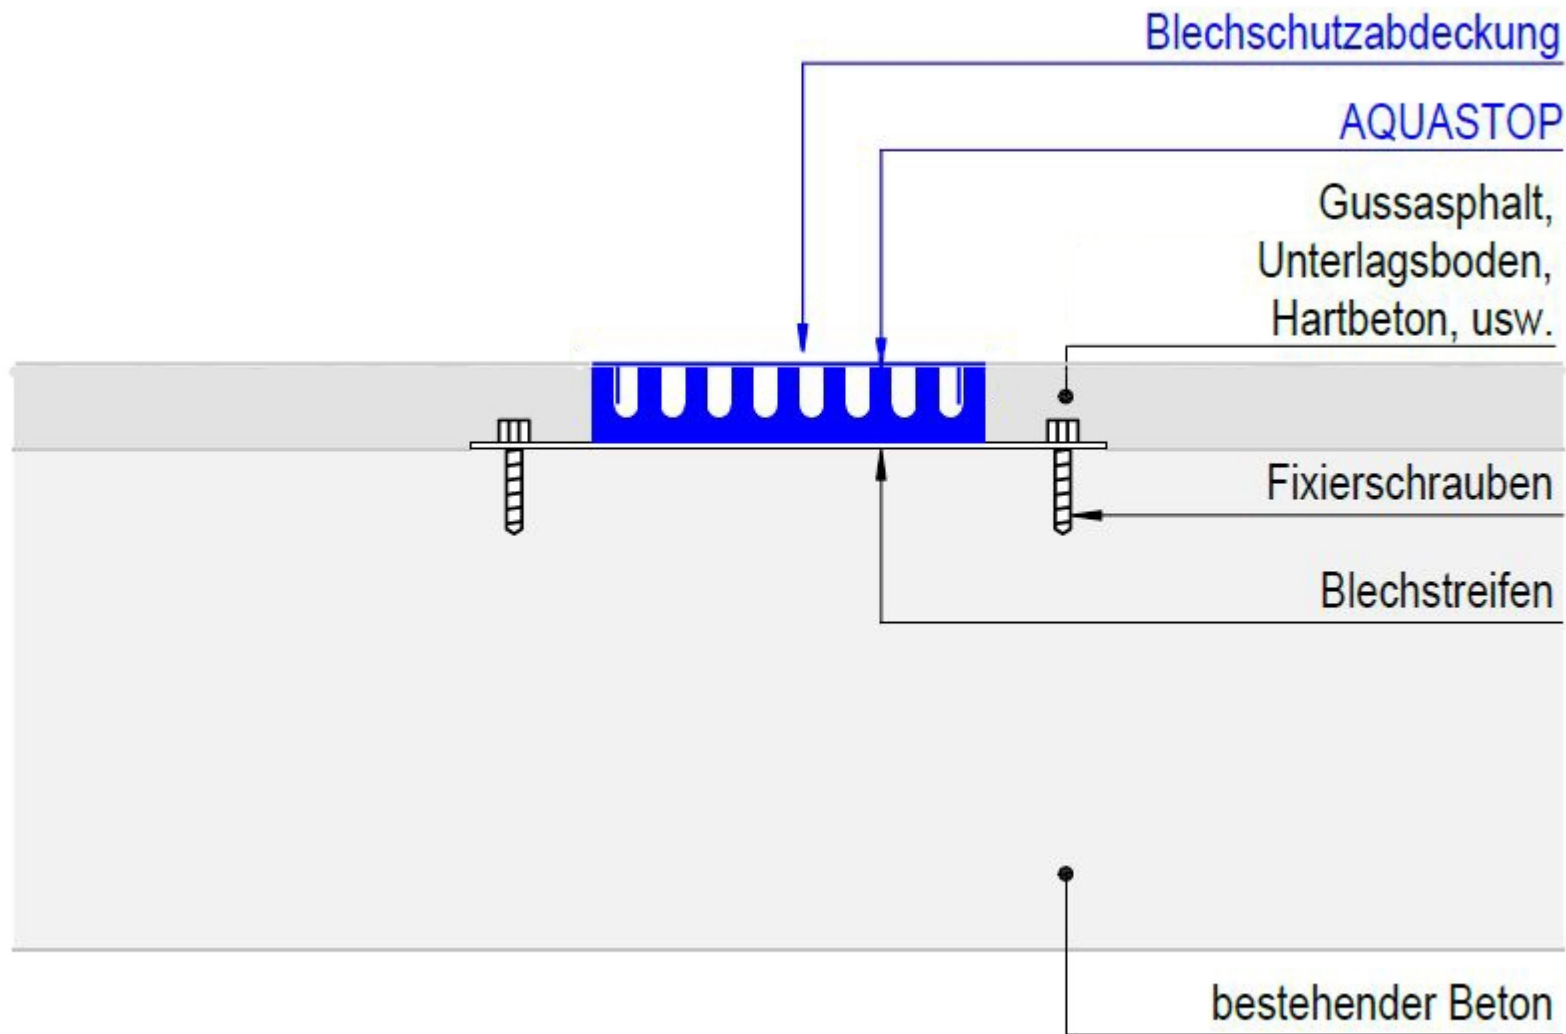 Blechschutzabdeckung
AQUASTOP
Gussasphalt,
Unterlagsboden,
Hartbeton, usw.
Fixierschrauben
Blechstreifen
bestehender Beton